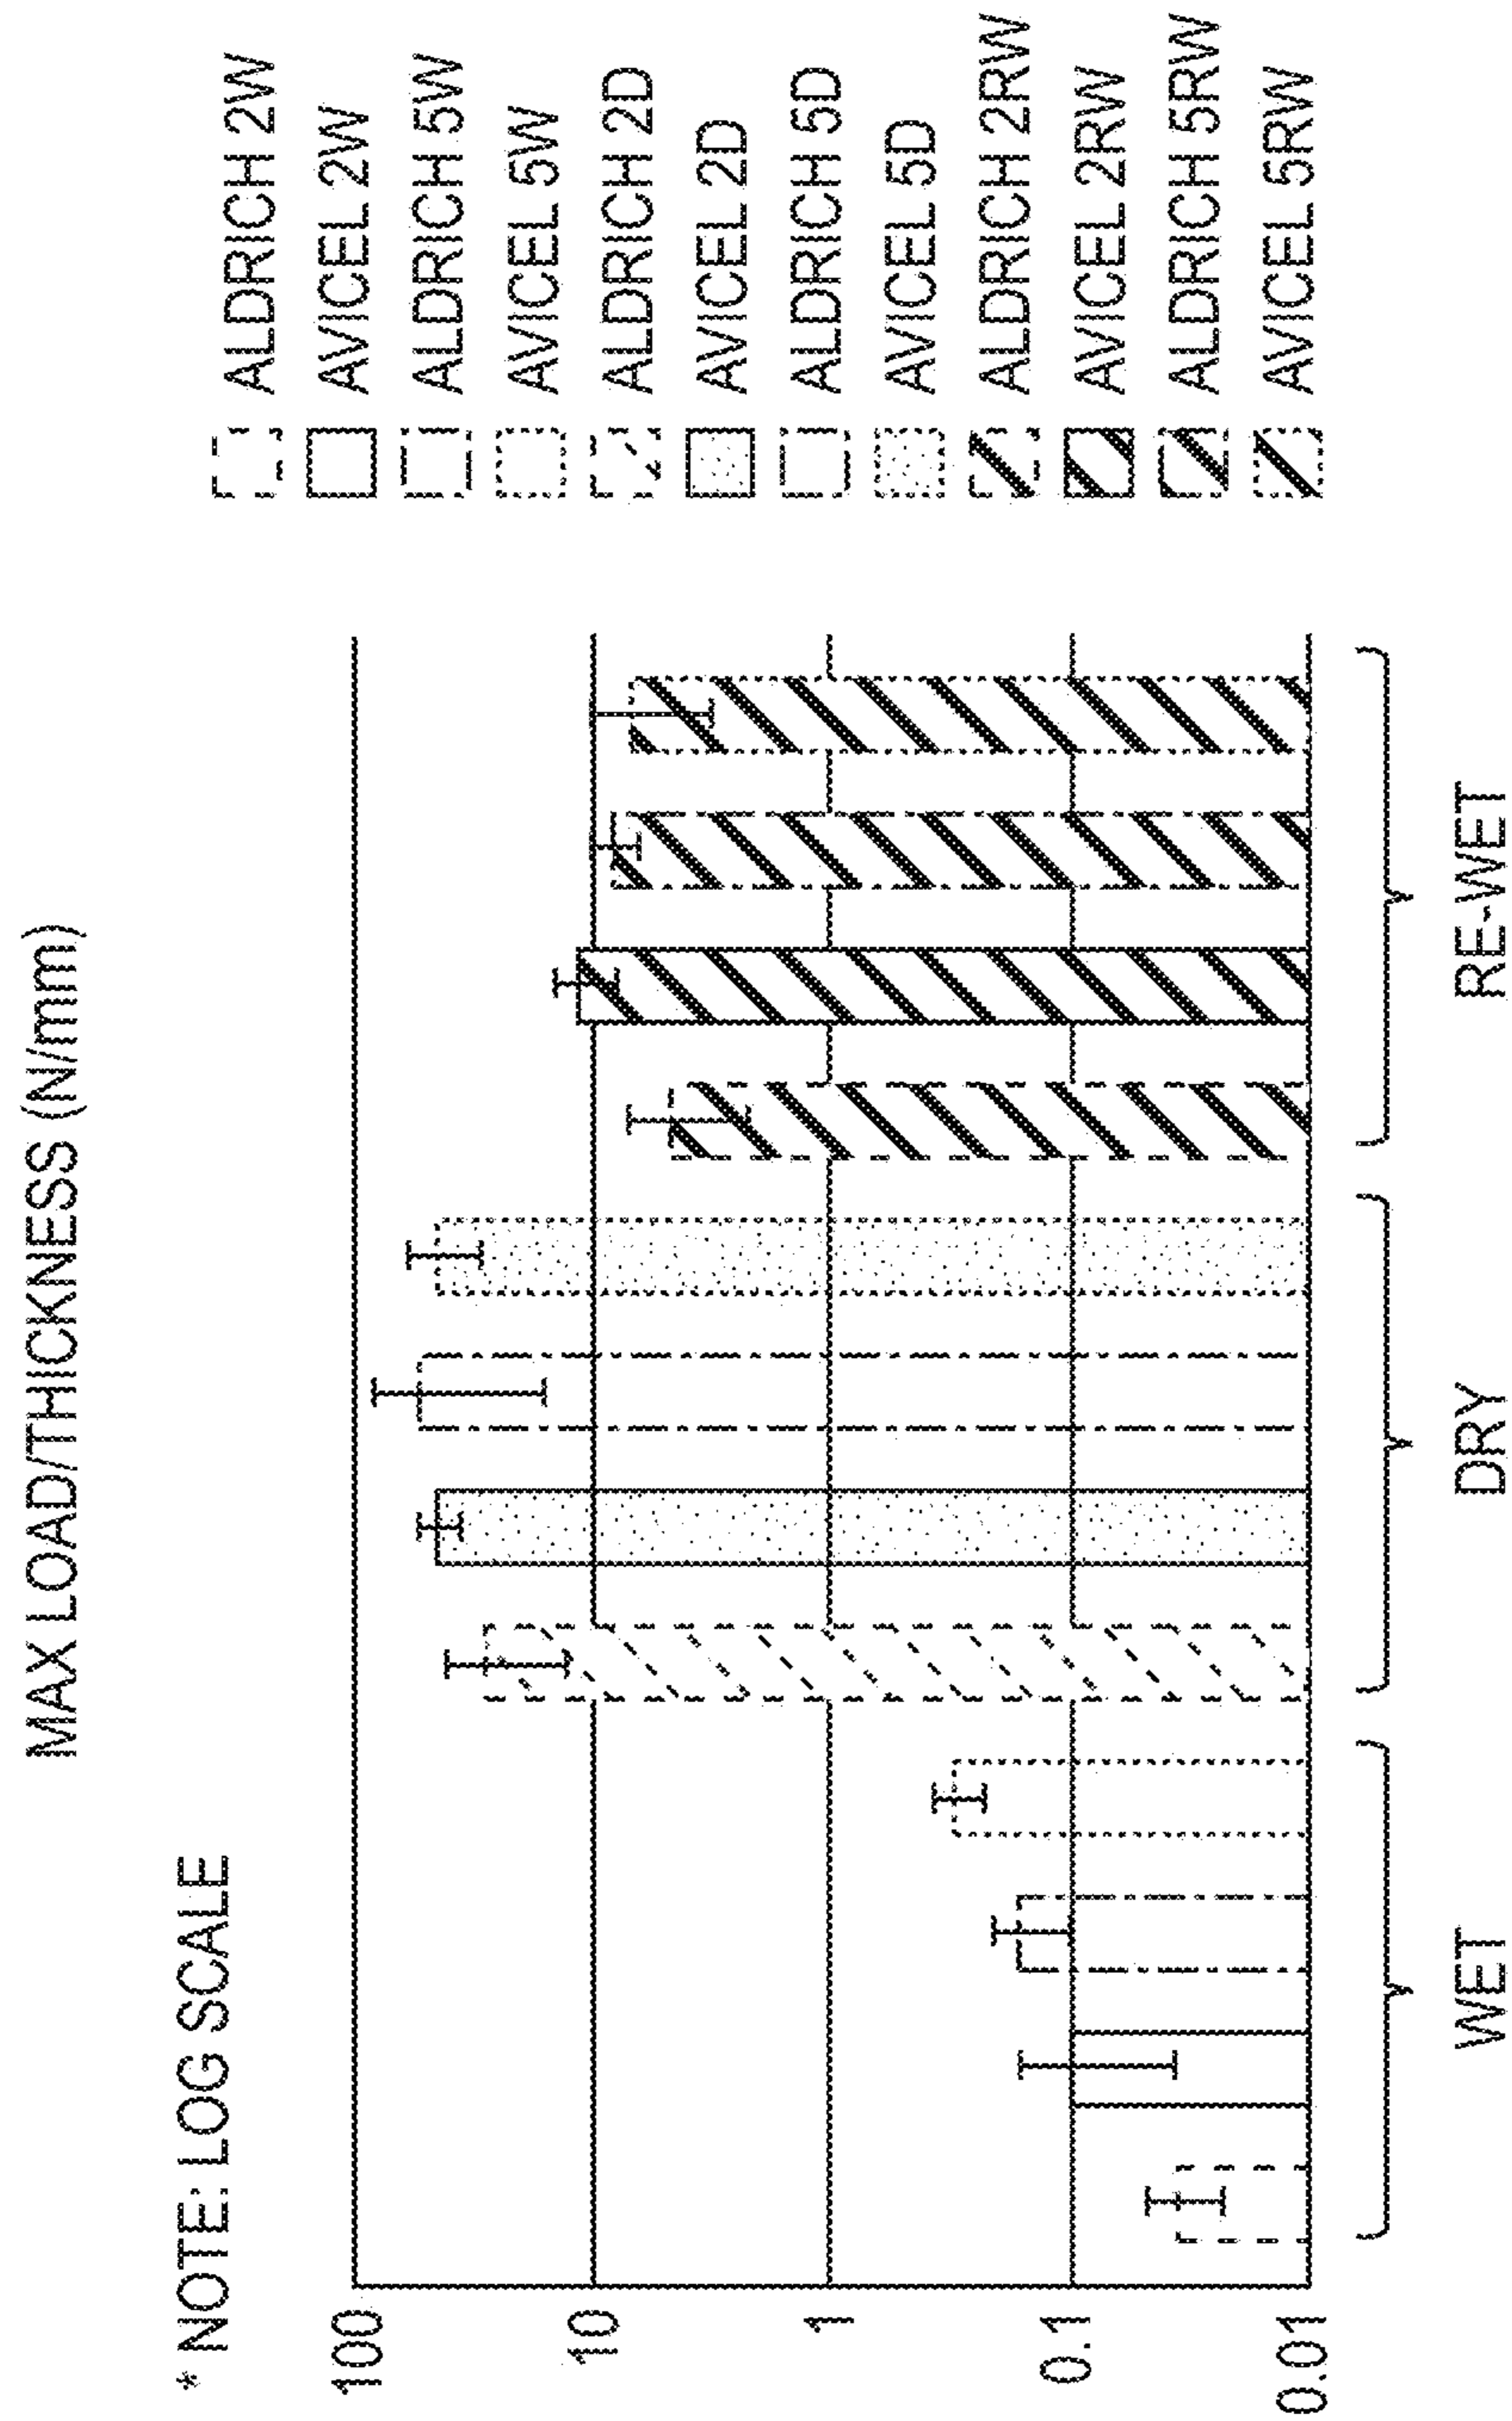 MAX LOAD/THICKNESS (N/mm)
* NOTE: LOG SCALE
100
10
1
0.1
0.01
WET
DRY
RE-WET
ALDRICH 2W
AVICEL 2W
ALDRICH 5W
AVICEL 5W
ALDRICH 2D
AVICEL 2D
ALDRICH 5D
AVICEL 5D
ALDRICH 2RW
AVICEL 2RW
ALDRICH 5RW
AVICEL 5RW